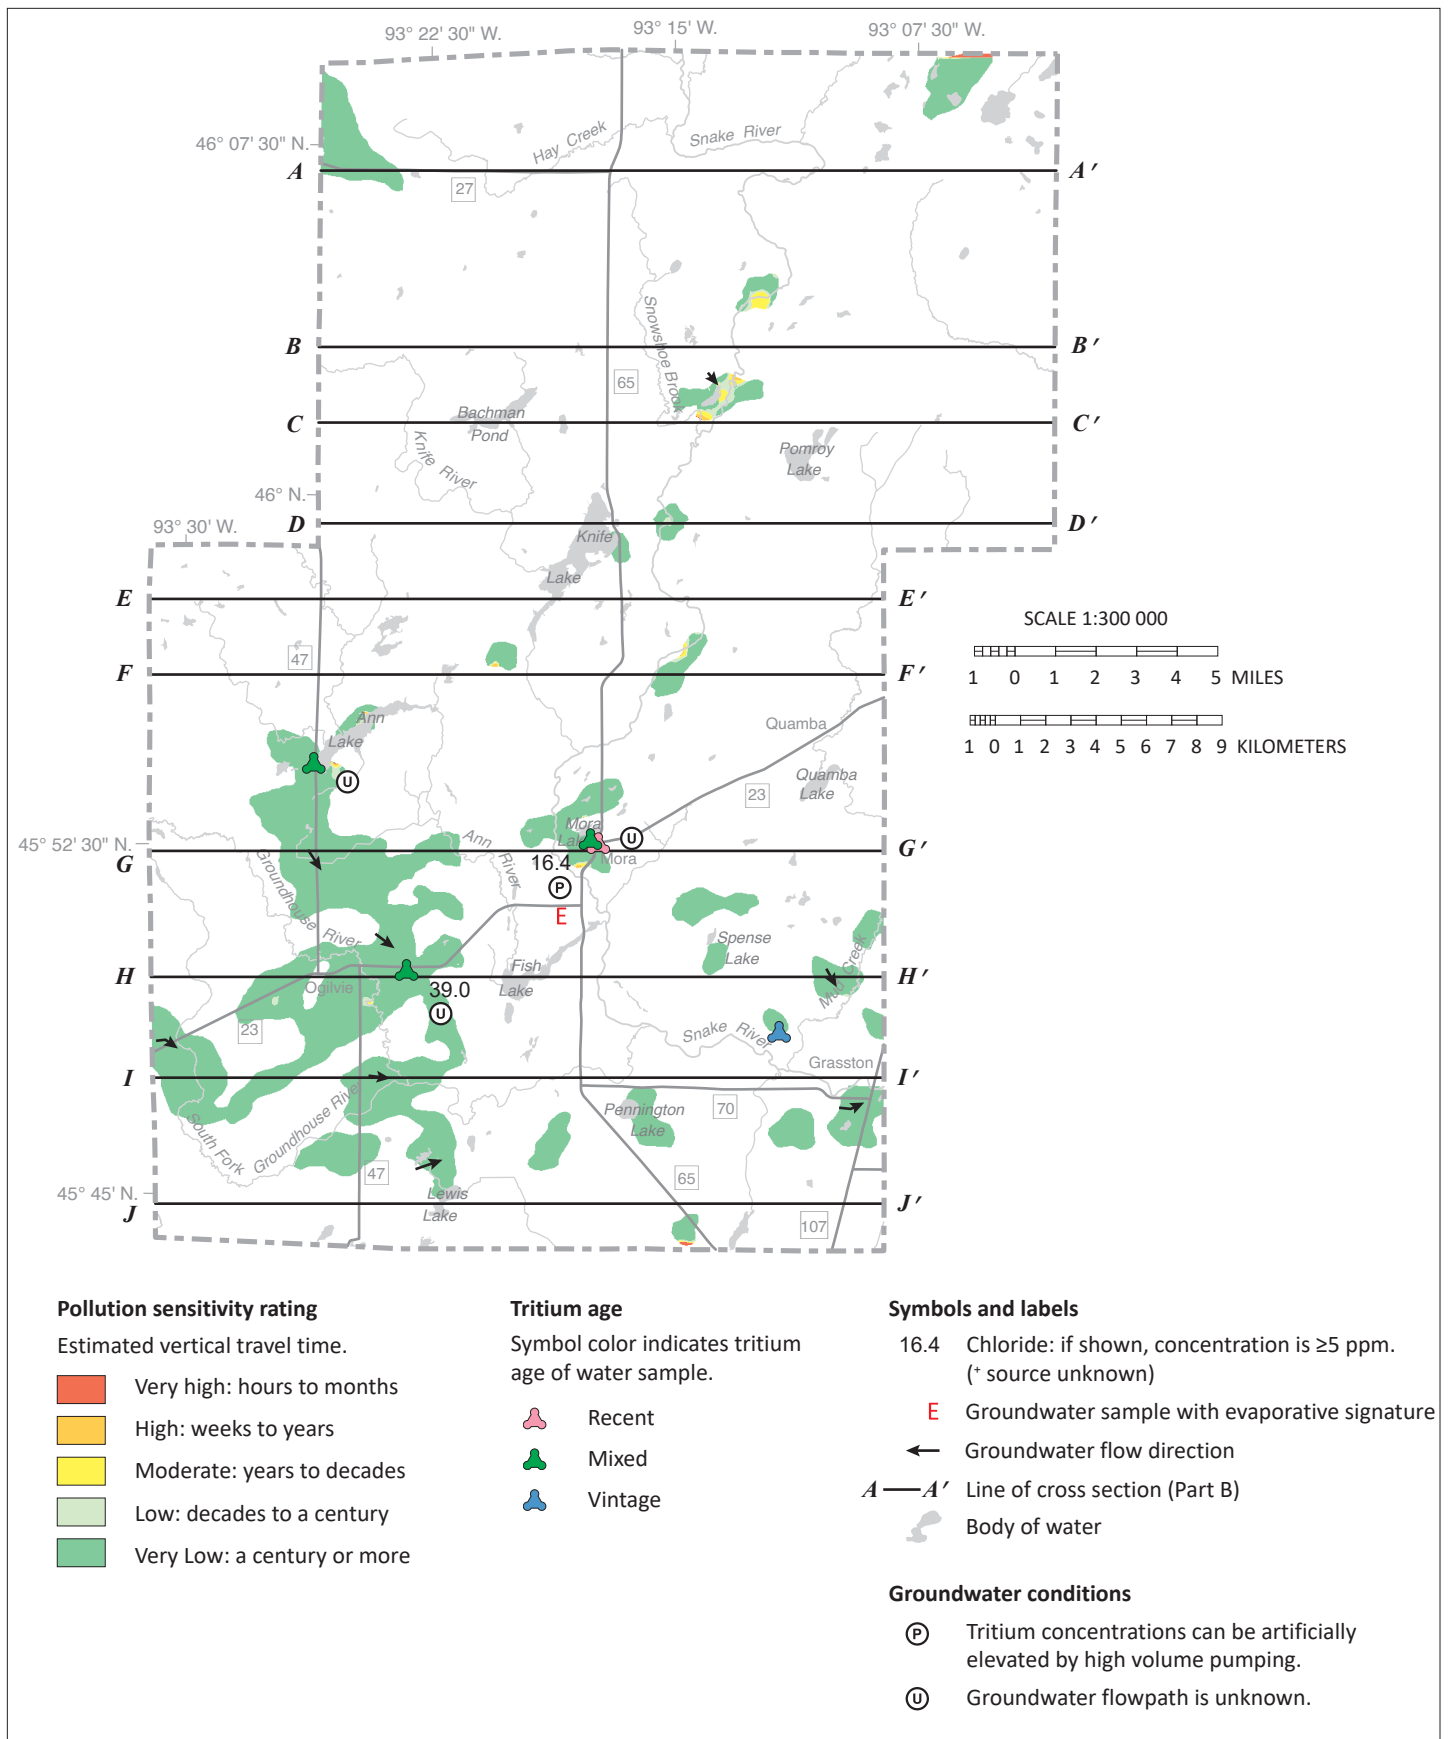 93° 22' 30" W.
93° 15' W.
93° 07' 30" W.
46° 07' 30" N.
Hay Creek
Snake River
A
A'
27
Snowshoe Brook
B
B'
65
Bachman
Pond
C
C'
Knife River
Pomroy
Lake
46° N.
93° 30' W.
D
D'
Knife
Lake
E
E'
SCALE 1:300 000
1 0 1 2 3 4 5 MILES
1 0 1 2 3 4 5 6 7 8 9 KILOMETERS
47
F
F'
Ann
Lake
Quamba
U
Quamba
Lake
23
Mora
Lake
U
45° 52' 30" N.
G
G'
Ann River
16.4
Mora
P
E
Groundhouse River
Spense
Lake
Mud Creek
H
H'
Ogilvie
39.0
Fish
Lake
U
23
Snake River
Grasston
I
I'
South Fork Groundhouse River
Pennington
Lake
70
47
65
45° 45' N.
Lewis
Lake
J
J'
107
Pollution sensitivity rating
Estimated vertical travel time.
Very high: hours to months
High: weeks to years
Moderate: years to decades
Low: decades to a century
Very Low: a century or more
Tritium age
Symbol color indicates tritium
age of water sample.
Recent
Mixed
Vintage
Symbols and labels
16.4 Chloride: if shown, concentration is ≥5 ppm.
(⁺ source unknown)
E Groundwater sample with evaporative signature
Groundwater flow direction
A — A' Line of cross section (Part B)
Body of water
Groundwater conditions
P Tritium concentrations can be artificially
elevated by high volume pumping.
U Groundwater flowpath is unknown.